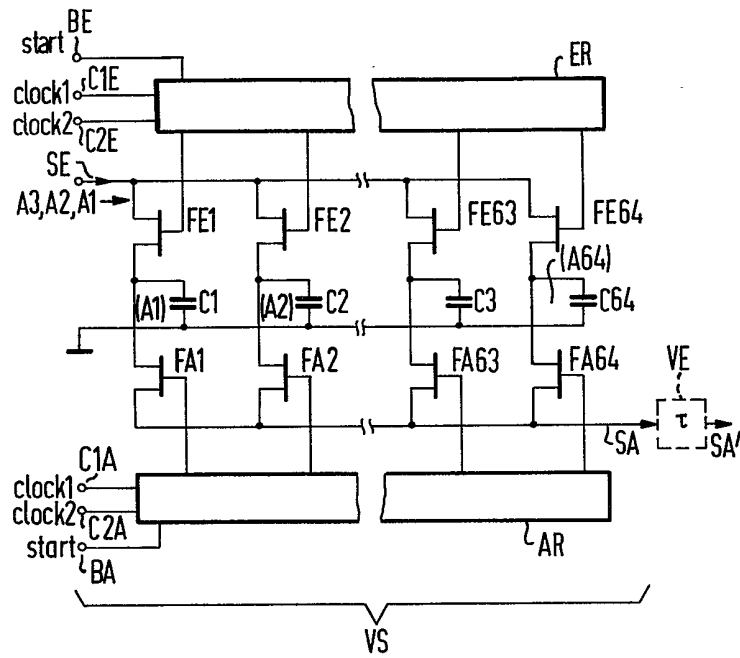 BE
start
ER
clock1 C1E
clock2
C2E
SE
A3,A2,A1
FE1 FE2 FE63 FE64
(A64)
(A1) C1 (A2) C2 C3 C64
FA1 FA2 FA63 FA64 VE
τ
SA SA'
C1A
clock1
clock2
C2A
start
BA
AR
VS